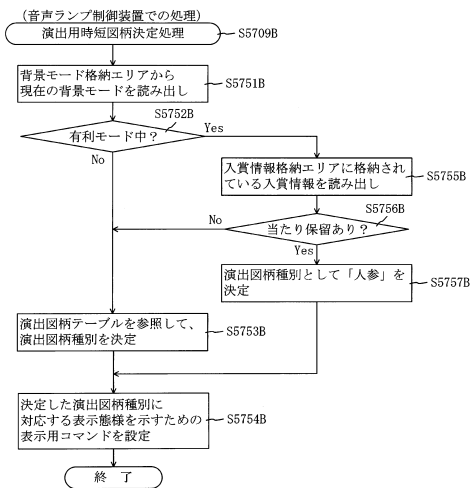 (音声ランプ制御装置での処理)
演出用時短図柄決定処理
S5709B
背景モード格納エリアから
現在の背景モードを読み出し
S5751B
S5752B
有利モード中?
Yes
No
入賞情報格納エリアに格納され
ている入賞情報を読み出し
S5755B
S5756B
No
当たり保留あり?
Yes
演出図柄種別として「人参」を
決定
S5757B
演出図柄テーブルを参照して、
演出図柄種別を決定
S5753B
決定した演出図柄種別に
対応する表示態様を示すための
表示用コマンドを設定
S5754B
終 了